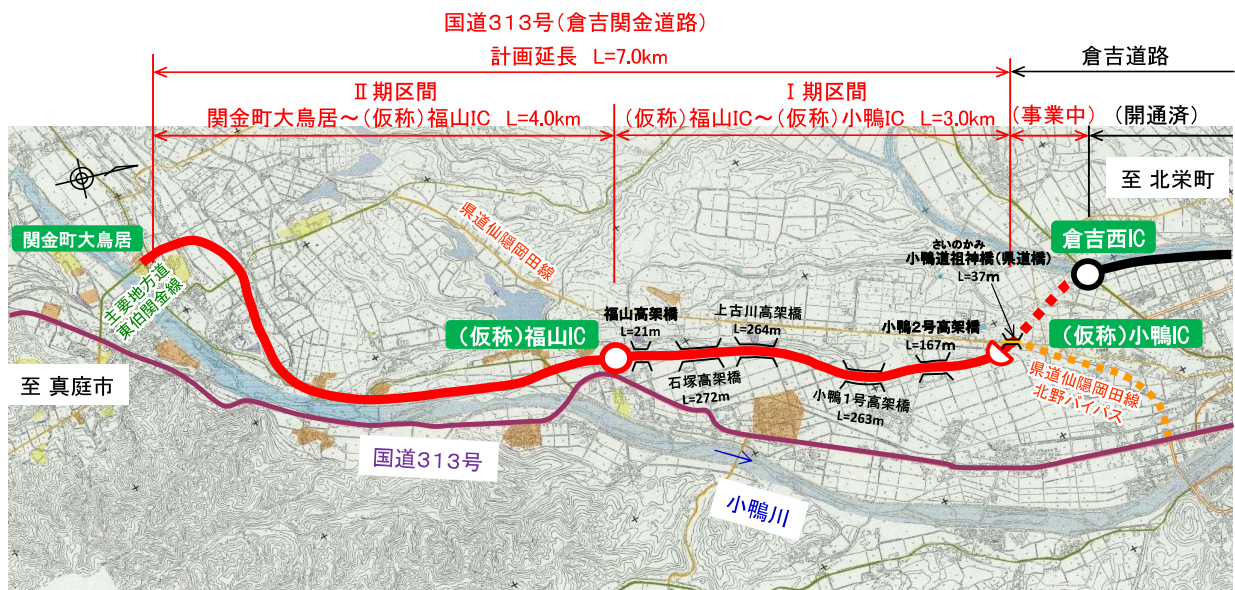 国道313号(倉吉関金道路)
計画延長 L=7.0km
倉吉道路
Ⅱ期区間
関金町大鳥居～(仮称)福山IC L=4.0km
Ⅰ期区間
(仮称)福山IC～(仮称)小鴨IC L=3.0km
(事業中)
(開通済)
至 北栄町
関金町大鳥居
主要地方道
東伯関金線
県道仙隠岡田線
倉吉西IC
さいのかみ
小鴨道祖神橋(県道橋)
L=37m
福山高架橋
L=21m
上古川高架橋
L=264m
小鴨2号高架橋
L=167m
(仮称)福山IC
(仮称)小鴨IC
至 真庭市
石塚高架橋
L=272m
小鴨1号高架橋
L=263m
県道仙隠岡田線
北野バイパス
国道313号
小鴨川